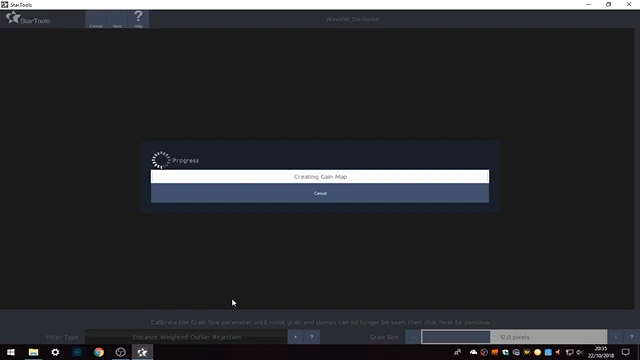 StarTools
StarTools
Cancel
Next
Help
Wavelet De-Noise
Progress
Creating Gain Map
Cancel
Calibrate the Grain Size parameter until noise grain and clumps can no longer be seen, then click Next to continue.
Filter Type
Distance Weighted Outlier Rejection
?
Grain Size
12.0 pixels
?
20:35
22/10/2018